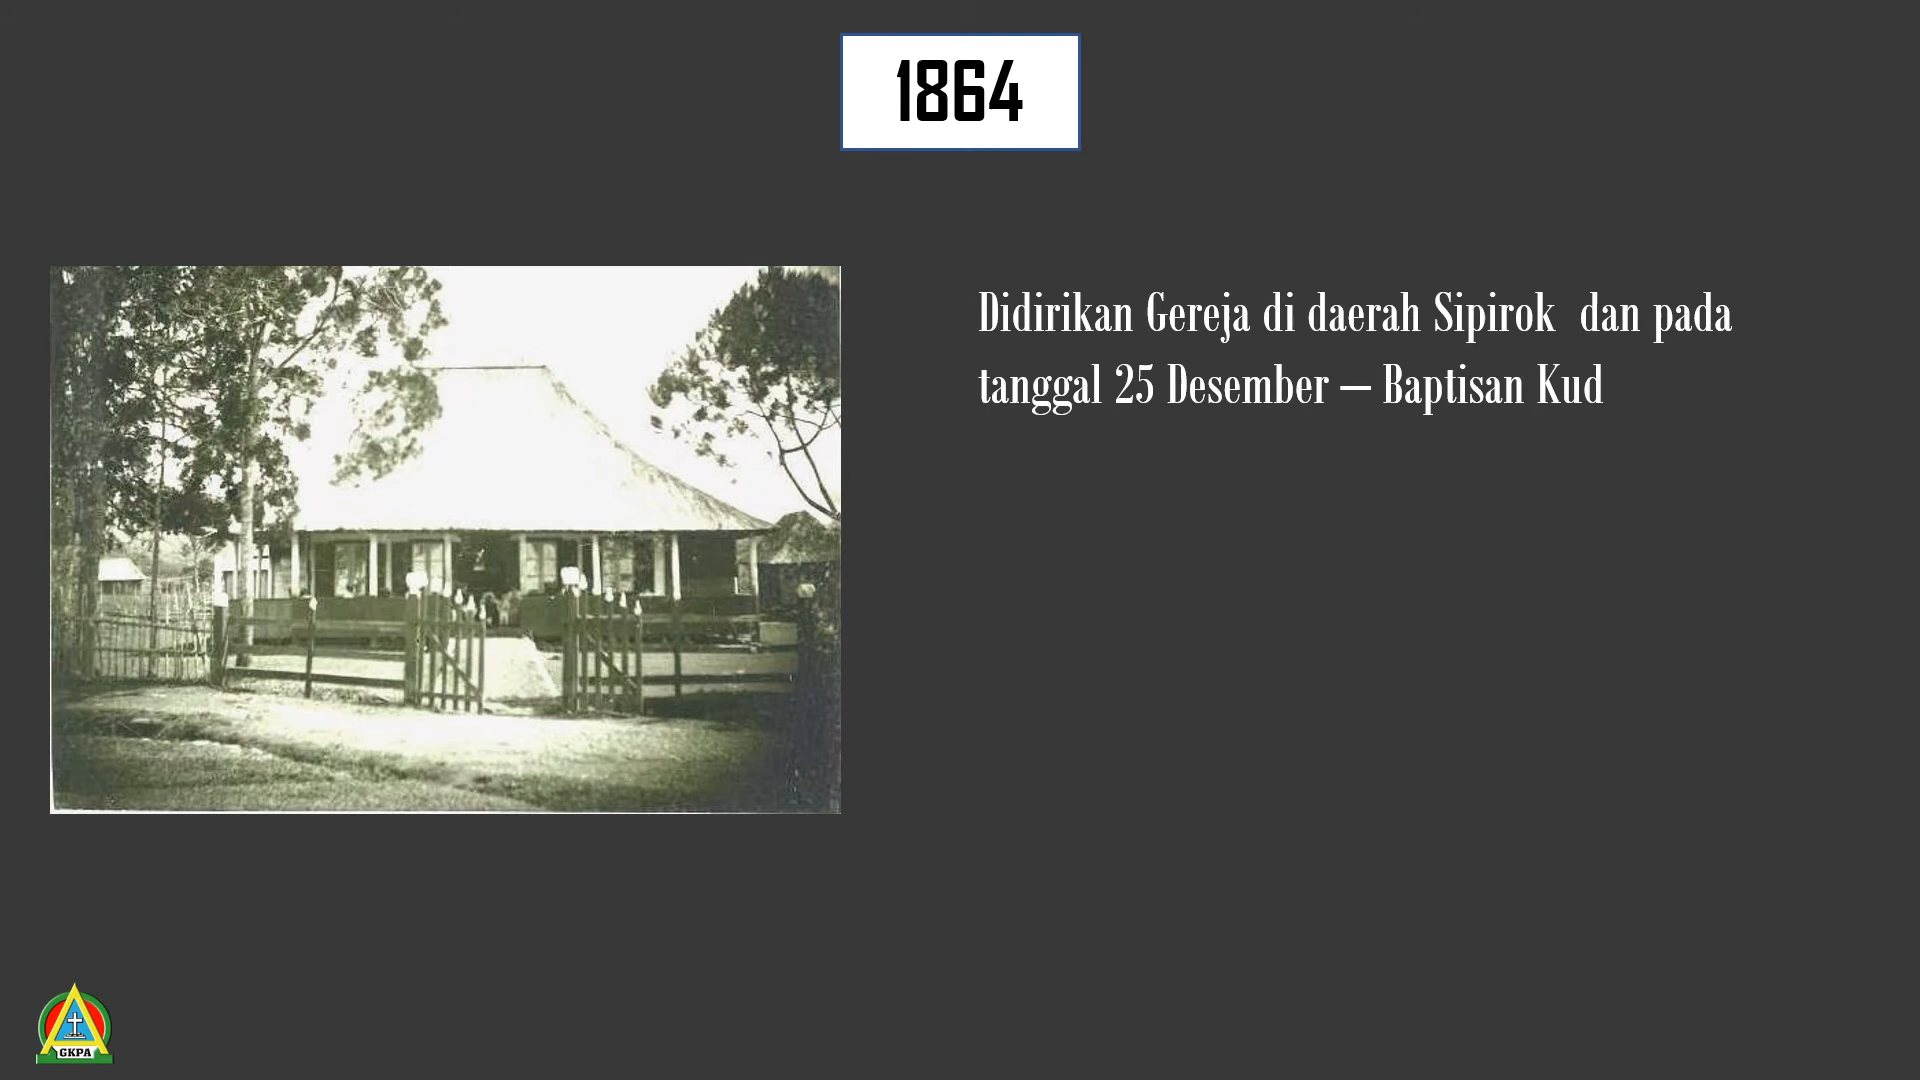 1864
Didirikan Gereja di daerah Sipirok  dan pada
tanggal 25 Desember – Baptisan Kud
GKPA